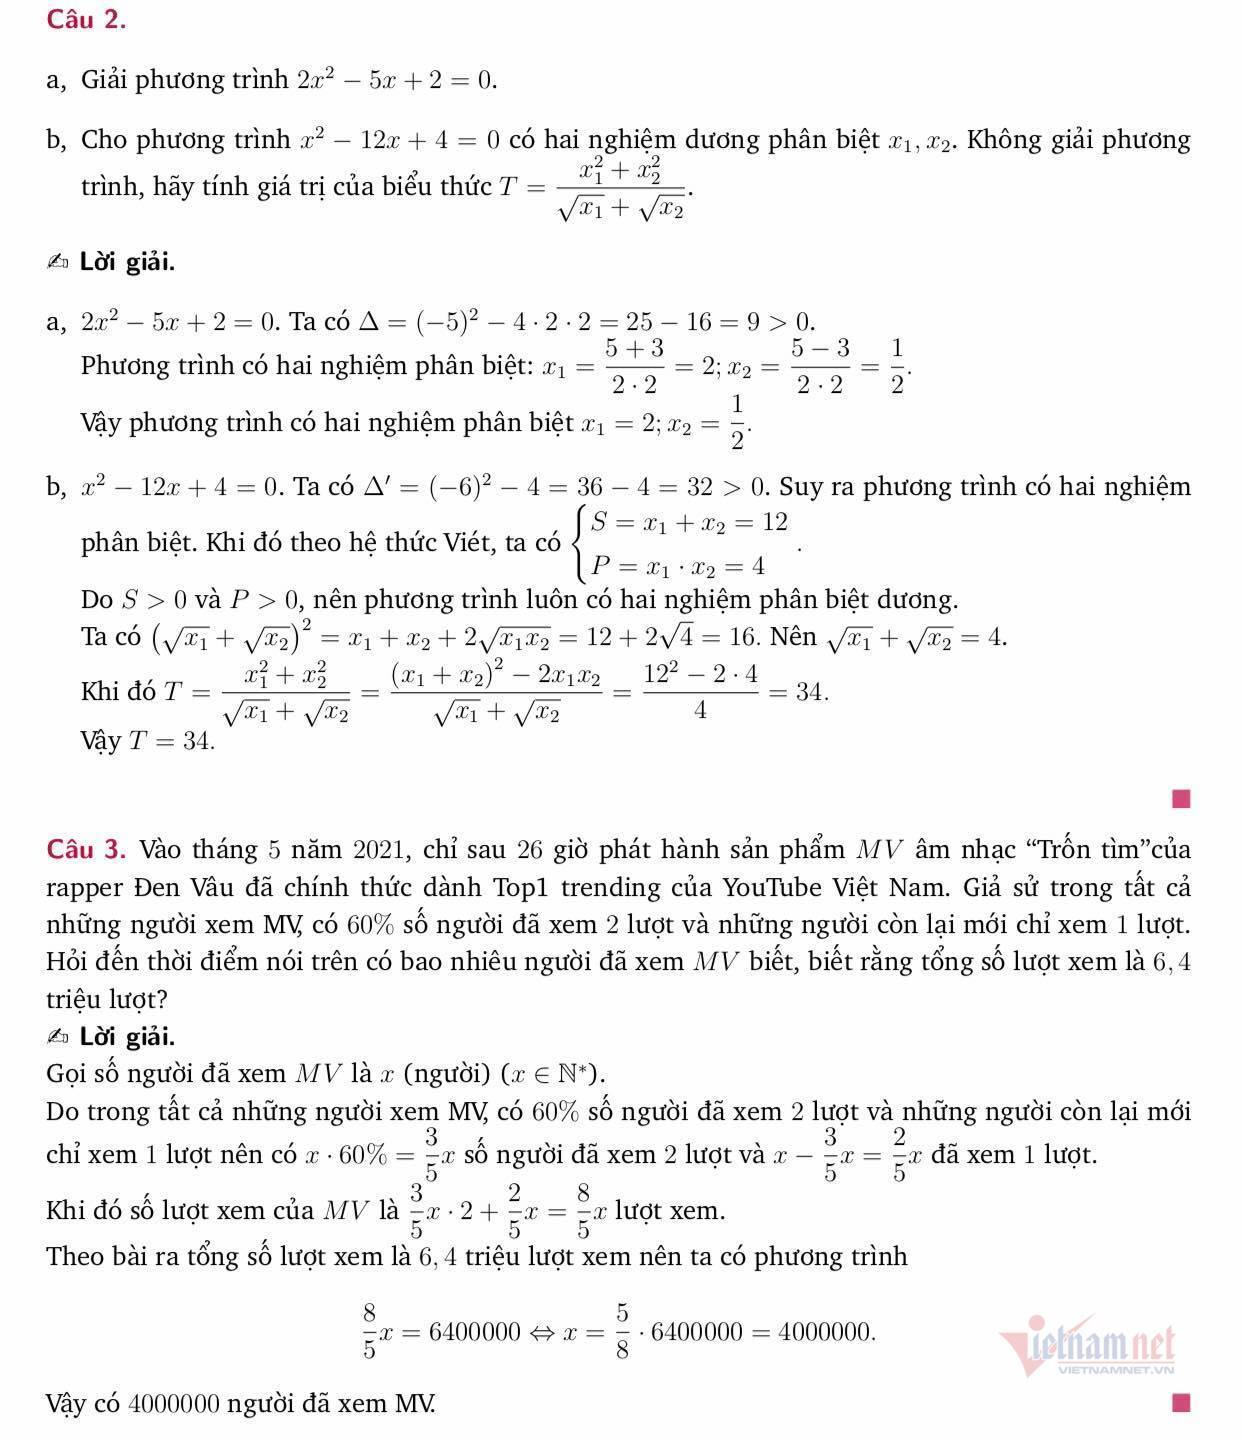 Câu 2.
a, Giải phương trình 2x² − 5x + 2 = 0.
b, Cho phương trình x² − 12x + 4 = 0 có hai nghiệm dương phân biệt x₁, x₂. Không giải phương
trình, hãy tính giá trị của biểu thức T = (x₁² + x₂²)/(√x₁ + √x₂).
✍ Lời giải.
a, 2x² − 5x + 2 = 0. Ta có Δ = (−5)² − 4 · 2 · 2 = 25 − 16 = 9 > 0.
Phương trình có hai nghiệm phân biệt: x₁ = (5 + 3)/(2 · 2) = 2; x₂ = (5 − 3)/(2 · 2) = 1/2.
Vậy phương trình có hai nghiệm phân biệt x₁ = 2; x₂ = 1/2.
b, x² − 12x + 4 = 0. Ta có Δ′ = (−6)² − 4 = 36 − 4 = 32 > 0. Suy ra phương trình có hai nghiệm
phân biệt. Khi đó theo hệ thức Viét, ta có { S = x₁ + x₂ = 12
P = x₁ · x₂ = 4 .
Do S > 0 và P > 0, nên phương trình luôn có hai nghiệm phân biệt dương.
Ta có (√x₁ + √x₂)² = x₁ + x₂ + 2√(x₁x₂) = 12 + 2√4 = 16. Nên √x₁ + √x₂ = 4.
Khi đó T = (x₁² + x₂²)/(√x₁ + √x₂) = ((x₁ + x₂)² − 2x₁x₂)/(√x₁ + √x₂) = (12² − 2 · 4)/4 = 34.
Vậy T = 34.
Câu 3. Vào tháng 5 năm 2021, chỉ sau 26 giờ phát hành sản phẩm MV âm nhạc “Trốn tìm”của
rapper Đen Vâu đã chính thức dành Top1 trending của YouTube Việt Nam. Giả sử trong tất cả
những người xem MV, có 60% số người đã xem 2 lượt và những người còn lại mới chỉ xem 1 lượt.
Hỏi đến thời điểm nói trên có bao nhiêu người đã xem MV biết, biết rằng tổng số lượt xem là 6, 4
triệu lượt?
✍ Lời giải.
Gọi số người đã xem MV là x (người) (x ∈ ℕ*).
Do trong tất cả những người xem MV, có 60% số người đã xem 2 lượt và những người còn lại mới
chỉ xem 1 lượt nên có x · 60% = 3/5 x số người đã xem 2 lượt và x − 3/5 x = 2/5 x đã xem 1 lượt.
Khi đó số lượt xem của MV là 3/5 x · 2 + 2/5 x = 8/5 x lượt xem.
Theo bài ra tổng số lượt xem là 6, 4 triệu lượt xem nên ta có phương trình
8/5 x = 6400000 ⇔ x = 5/8 · 6400000 = 4000000.
Vietnamnet
VIETNAMNET.VN
Vậy có 4000000 người đã xem MV.